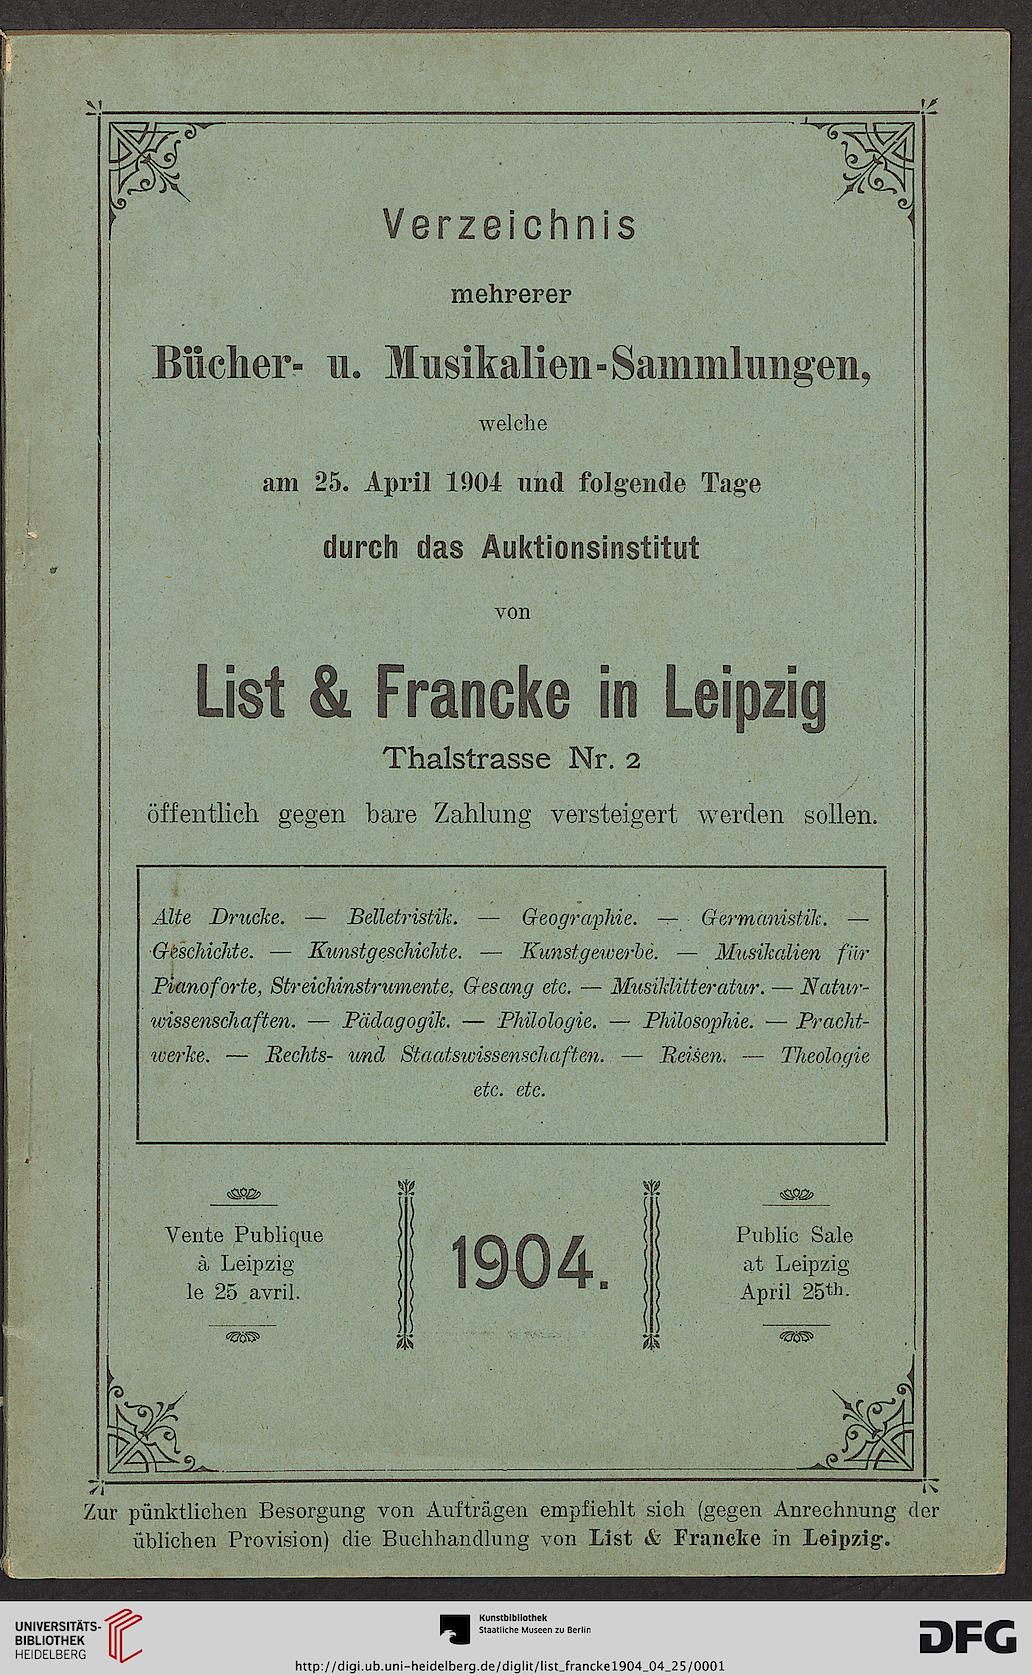 Verzeichnis
mehrerer
Bücher- u. Musikalien-Sammlungen,
welche
am 25. April 1904 und folgende Tage
durch das Auktionsinstitut
von
List & Francke in Leipzig
Thalstrasse Nr. 2
öffentlich gegen bare Zahlung versteigert werden sollen.
Alte Drucke. — Belletristik. — Geographie. — Germanistik. —
Geschichte. — Kunstgeschichte. — Kunstgewerbe. — Musikalien für
Pianoforte, Streichinstrumente, Gesang etc. — Musiklitteratur. — Natur-
wissenschaften. — Pädagogik. — Philologie. — Philosophie. — Pracht-
werke. — Rechts- und Staatswissenschaften. — Reisen. — Theologie
etc. etc.
Vente Publique
à Leipzig
le 25 avril.
1904.
Public Sale
at Leipzig
April 25th.
Zur pünktlichen Besorgung von Aufträgen empfiehlt sich (gegen Anrechnung der
üblichen Provision) die Buchhandlung von List & Francke in Leipzig.
UNIVERSITÄTS-
BIBLIOTHEK
HEIDELBERG
Kunstbibliothek
Staatliche Museen zu Berlin
DFG
http://digi.ub.uni-heidelberg.de/diglit/list_francke1904_04_25/0001